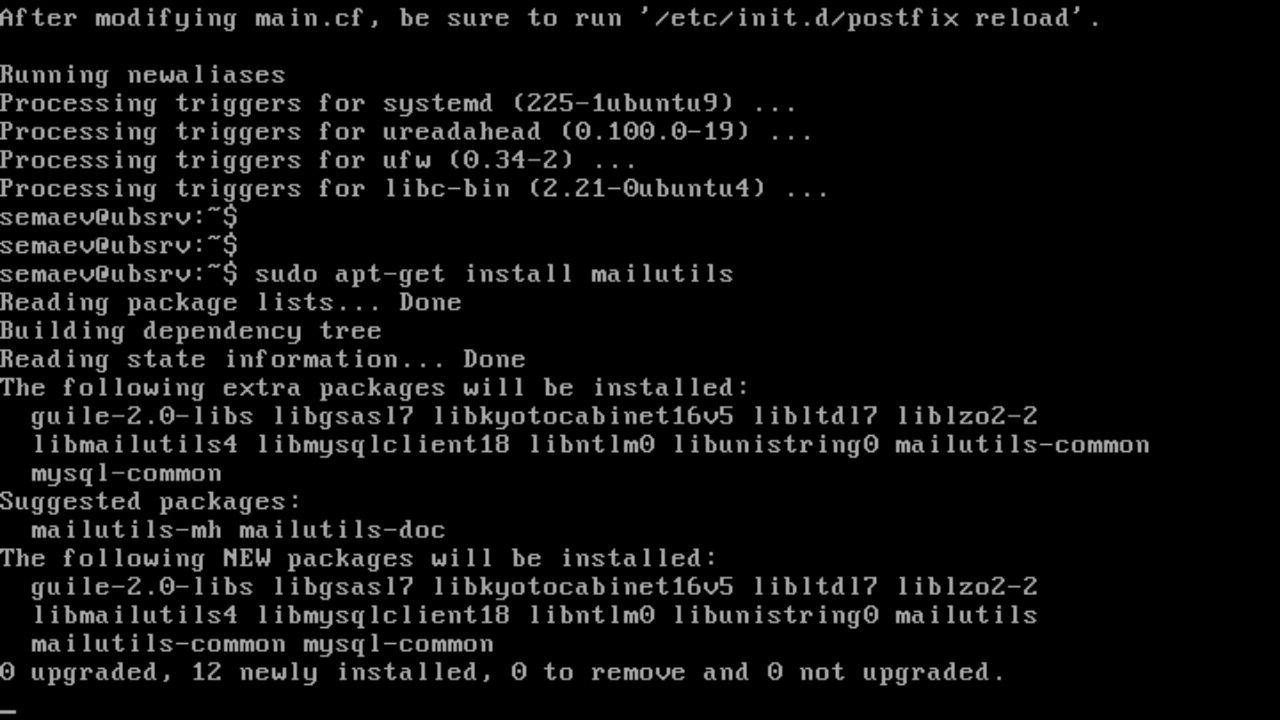 After modifying main.cf, be sure to run '/etc/init.d/postfix reload'.
Running newaliases
Processing triggers for systemd (225-1ubuntu9) ...
Processing triggers for ureadahead (0.100.0-19) ...
Processing triggers for ufw (0.34-2) ...
Processing triggers for libc-bin (2.21-0ubuntu4) ...
semaev@ubsrv:~$
semaev@ubsrv:~$
semaev@ubsrv:~$ sudo apt-get install mailutils
Reading package lists... Done
Building dependency tree
Reading state information... Done
The following extra packages will be installed:
  guile-2.0-libs libgsasl7 libkyotocabinet16v5 libltdl7 liblzo2-2
  libmailutils4 libmysqlclient18 libntlm0 libunistring0 mailutils-common
  mysql-common
Suggested packages:
  mailutils-mh mailutils-doc
The following NEW packages will be installed:
  guile-2.0-libs libgsasl7 libkyotocabinet16v5 libltdl7 liblzo2-2
  libmailutils4 libmysqlclient18 libntlm0 libunistring0 mailutils
  mailutils-common mysql-common
0 upgraded, 12 newly installed, 0 to remove and 0 not upgraded.